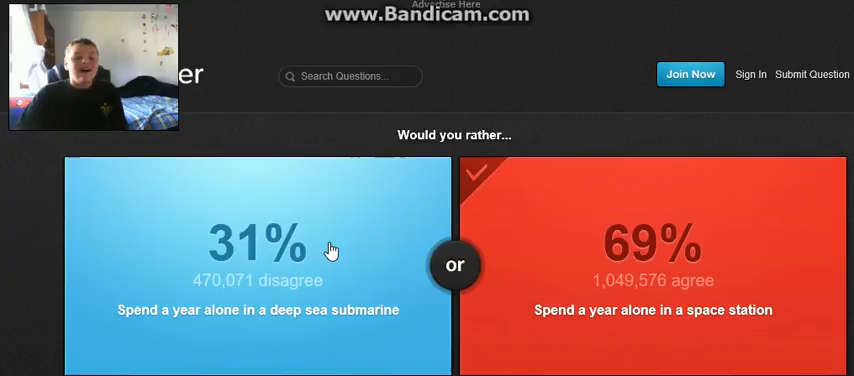 Advertise Here
www.Bandicam.com
er
Search Questions...
Join Now
Sign In
Submit Question
Would you rather...
31%
470,071 disagree
Spend a year alone in a deep sea submarine
or
69%
1,049,576 agree
Spend a year alone in a space station